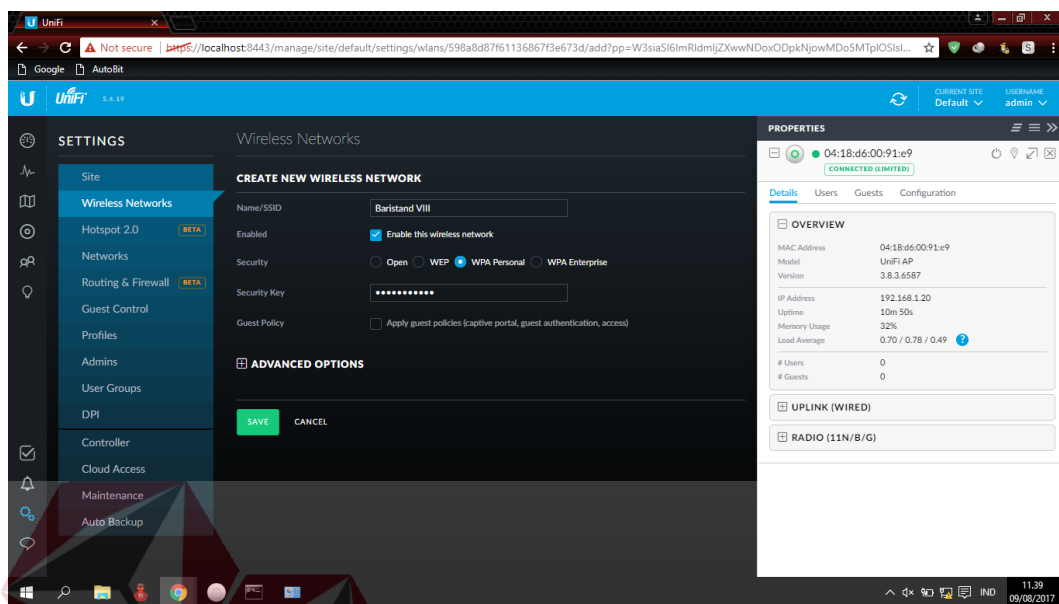 UniFi
Not secure | https://localhost:8443/manage/site/default/settings/wlans/598a8d87f61136867f3e673d/add?pp=W3siaSI6ImRldmljZXwwNDoxODpkNjowMDo5MTplOSIsI...
Google AutoBit
UniFi 5.4.19
CURRENT SITE
Default
USERNAME
admin
SETTINGS
Site
Wireless Networks
Hotspot 2.0 BETA
Networks
Routing & Firewall BETA
Guest Control
Profiles
Admins
User Groups
DPI
Controller
Cloud Access
Maintenance
Auto Backup
Wireless Networks
CREATE NEW WIRELESS NETWORK
Name/SSID Baristand VIII
Enabled Enable this wireless network
Security Open WEP WPA Personal WPA Enterprise
Security Key •••••••••••
Guest Policy Apply guest policies (captive portal, guest authentication, access)
ADVANCED OPTIONS
SAVE CANCEL
PROPERTIES
04:18:d6:00:91:e9
CONNECTED (LIMITED)
Details Users Guests Configuration
OVERVIEW
MAC Address 04:18:d6:00:91:e9
Model UniFi AP
Version 3.8.3.6587
IP Address 192.168.1.20
Uptime 10m 50s
Memory Usage 32%
Load Average 0.70 / 0.78 / 0.49 ?
# Users 0
# Guests 0
UPLINK (WIRED)
RADIO (11N/B/G)
IND
11.39
09/08/2017